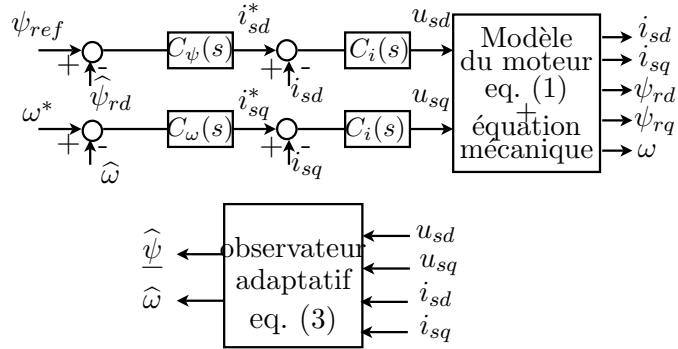 ψ_ref + - ψ̂_rd C_ψ(s) i*_sd + - i_sd C_i(s) u_sd
ω* + - ω̂ C_ω(s) i*_sq + - i_sq C_i(s) u_sq
Modèle
du moteur
eq. (1)
+
équation
mécanique
i_sd
i_sq
ψ_rd
ψ_rq
ω
ψ̂
ω̂
observateur
adaptatif
eq. (3)
u_sd
u_sq
i_sd
i_sq